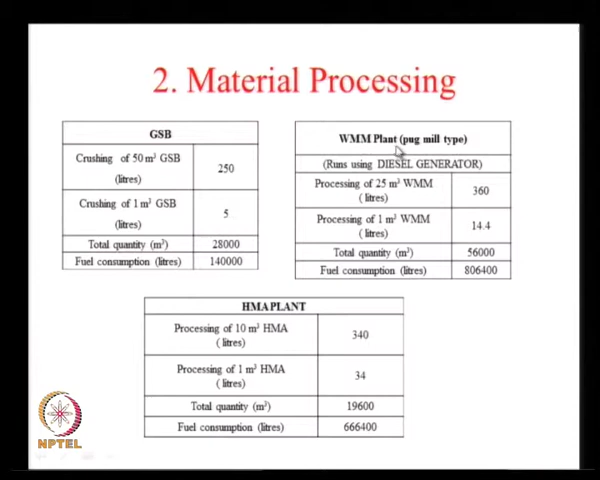 2. Material Processing
GSB
Crushing of 50 m³ GSB
(litres)
250
Crushing of 1 m³ GSB
(litres)
5
Total quantity (m³)
28000
Fuel consumption (litres)
140000
WMM Plant (pug mill type)
(Runs using DIESEL GENERATOR)
Processing of 25 m³ WMM
( litres)
360
Processing of 1 m³ WMM
( litres)
14.4
Total quantity (m³)
56000
Fuel consumption (litres)
806400
HMA PLANT
Processing of 10 m³ HMA
( litres)
340
Processing of 1 m³ HMA
( litres)
34
Total quantity (m³)
19600
Fuel consumption (litres)
666400
NPTEL